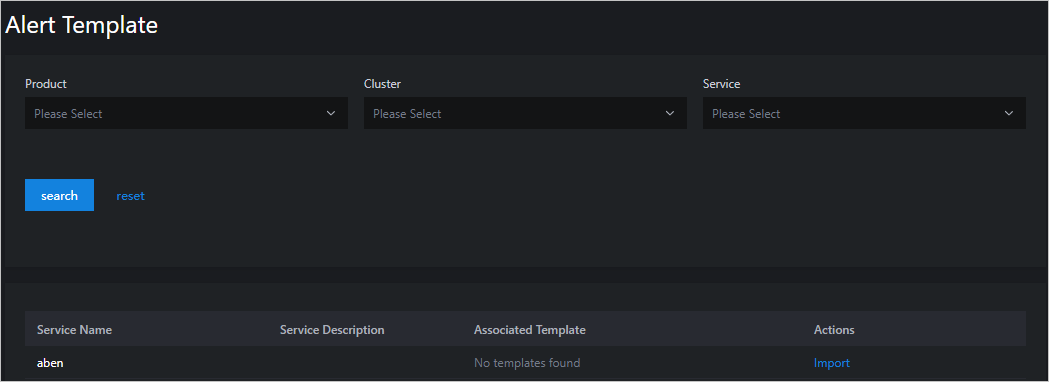 Alert Template
Product Cluster Service
Please Select Please Select Please Select
search reset
Service Name Service Description Associated Template Actions
aben No templates found Import